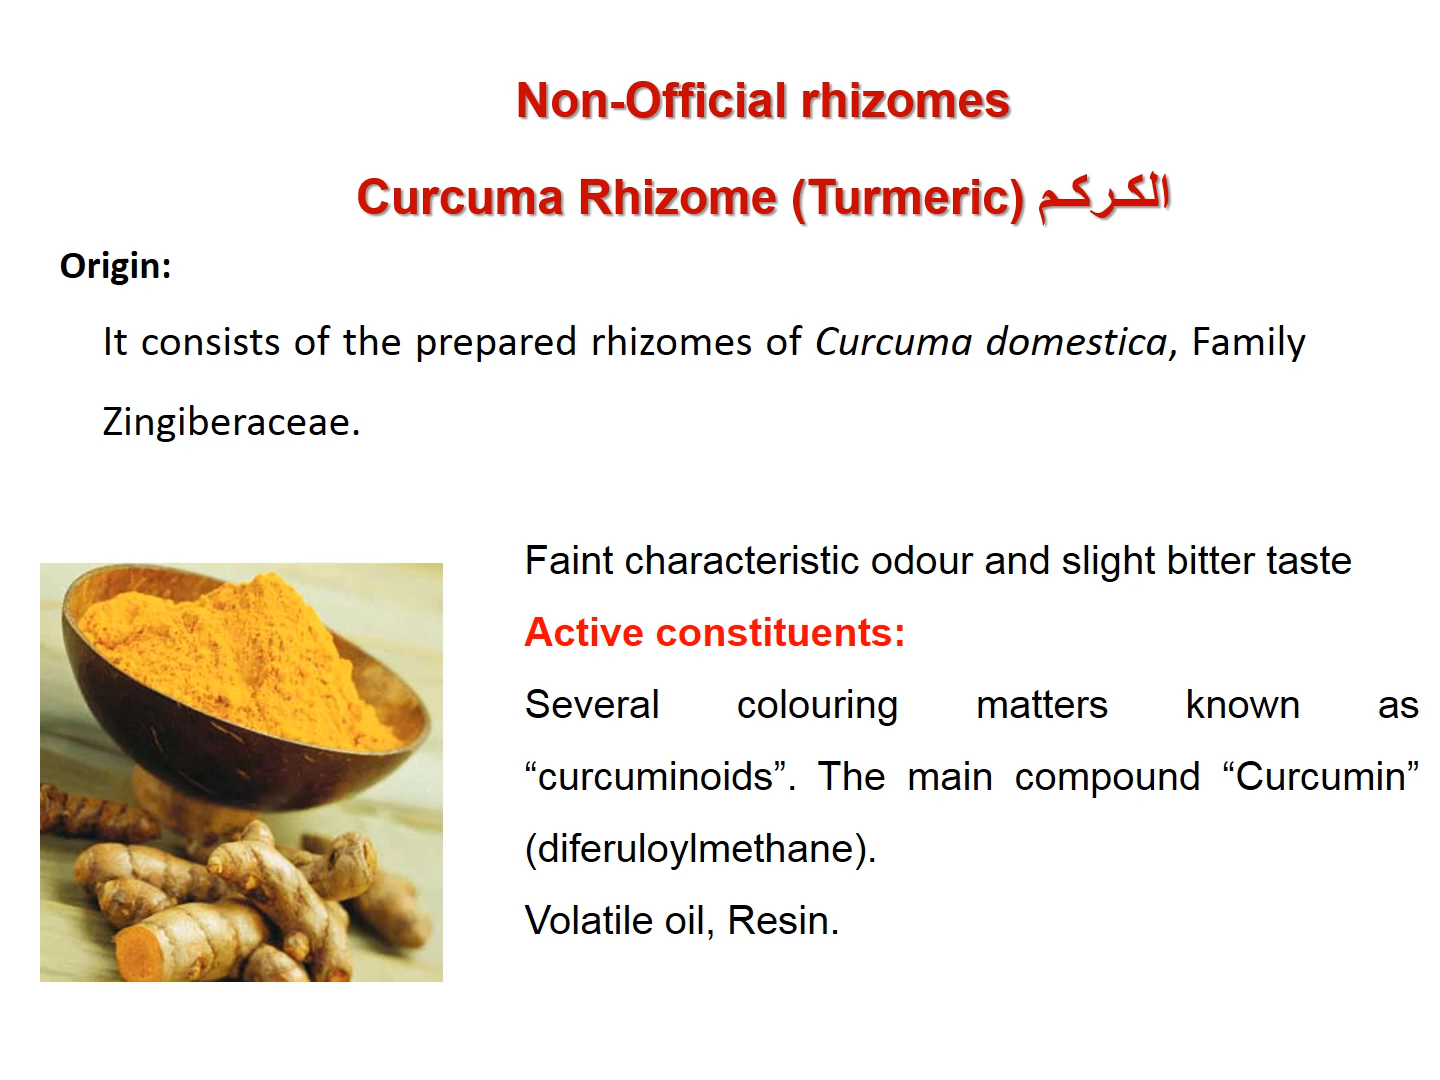 Non-Official rhizomes
Curcuma Rhizome (Turmeric) الكركم
Origin:
It consists of the prepared rhizomes of Curcuma domestica, Family
Zingiberaceae.
Faint characteristic odour and slight bitter taste
Active constituents:
Several colouring matters known as
“curcuminoids”. The main compound “Curcumin”
(diferuloylmethane).
Volatile oil, Resin.